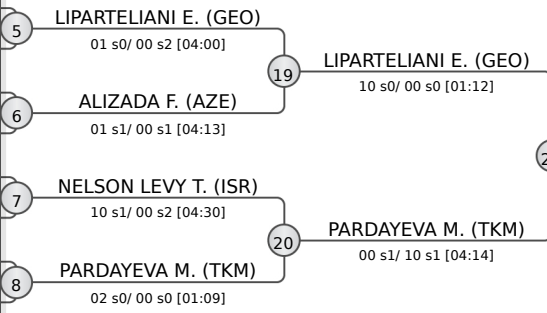 5
LIPARTELIANI E. (GEO)
01 s0/ 00 s2 [04:00]
19
LIPARTELIANI E. (GEO)
10 s0/ 00 s0 [01:12]
6
ALIZADA F. (AZE)
01 s1/ 00 s1 [04:13]
7
NELSON LEVY T. (ISR)
10 s1/ 00 s2 [04:30]
20
PARDAYEVA M. (TKM)
00 s1/ 10 s1 [04:14]
8
PARDAYEVA M. (TKM)
02 s0/ 00 s0 [01:09]